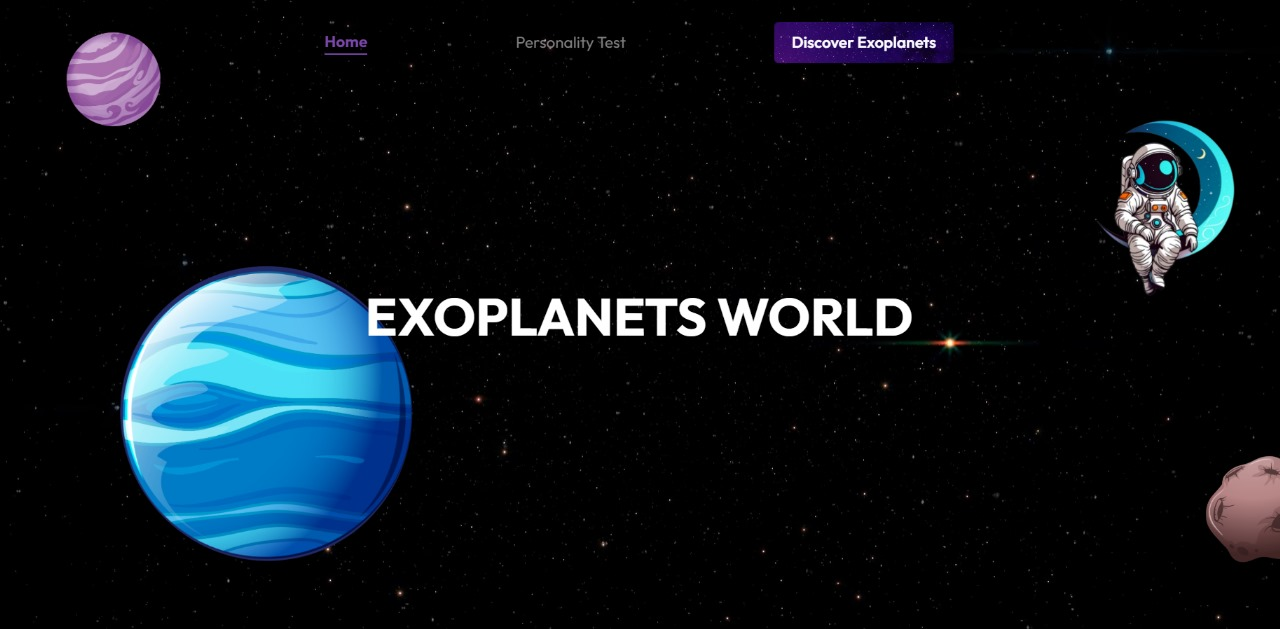 Home
Personality Test
Discover Exoplanets
EXOPLANETS WORLD